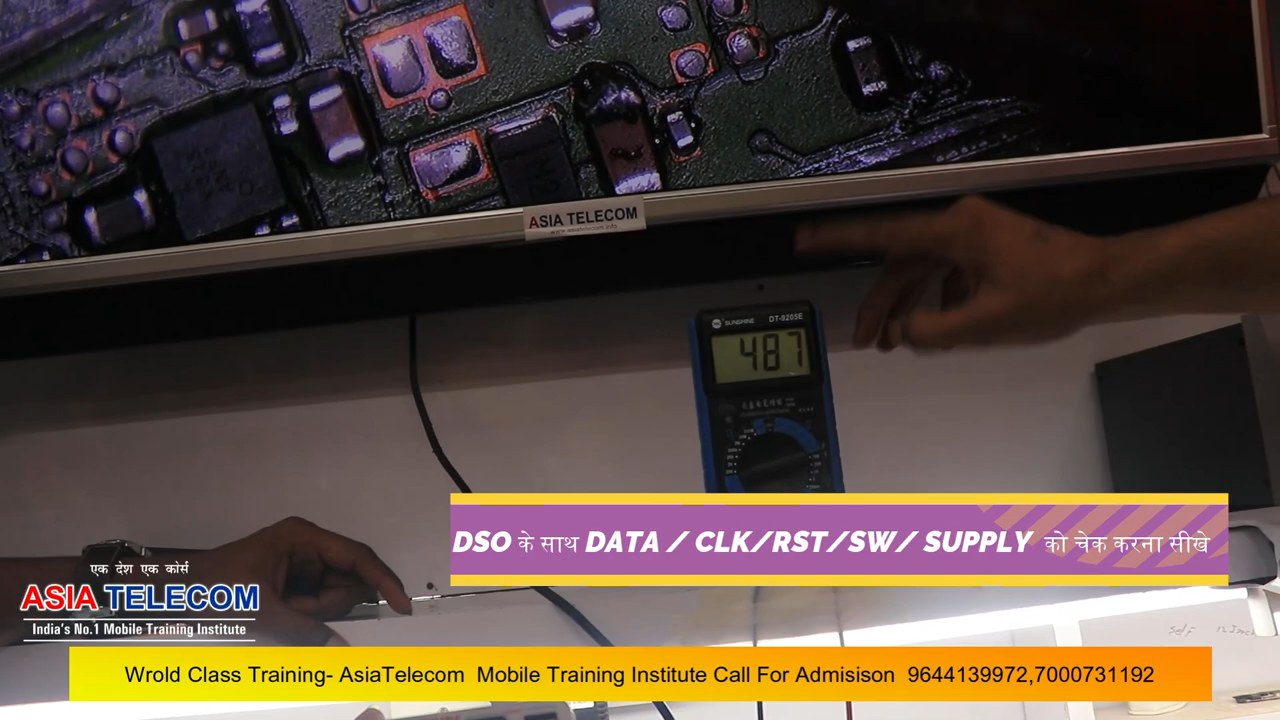 ASIA TELECOM
SUNSHINE DT-9205E
487
DSO के साथ DATA / CLK/RST/SW/ SUPPLY को चेक करना सीखे
एक देश एक कोर्स
ASIA TELECOM
India's No.1 Mobile Training Institute
Wrold Class Training- AsiaTelecom Mobile Training Institute Call For Admisison 9644139972,7000731192